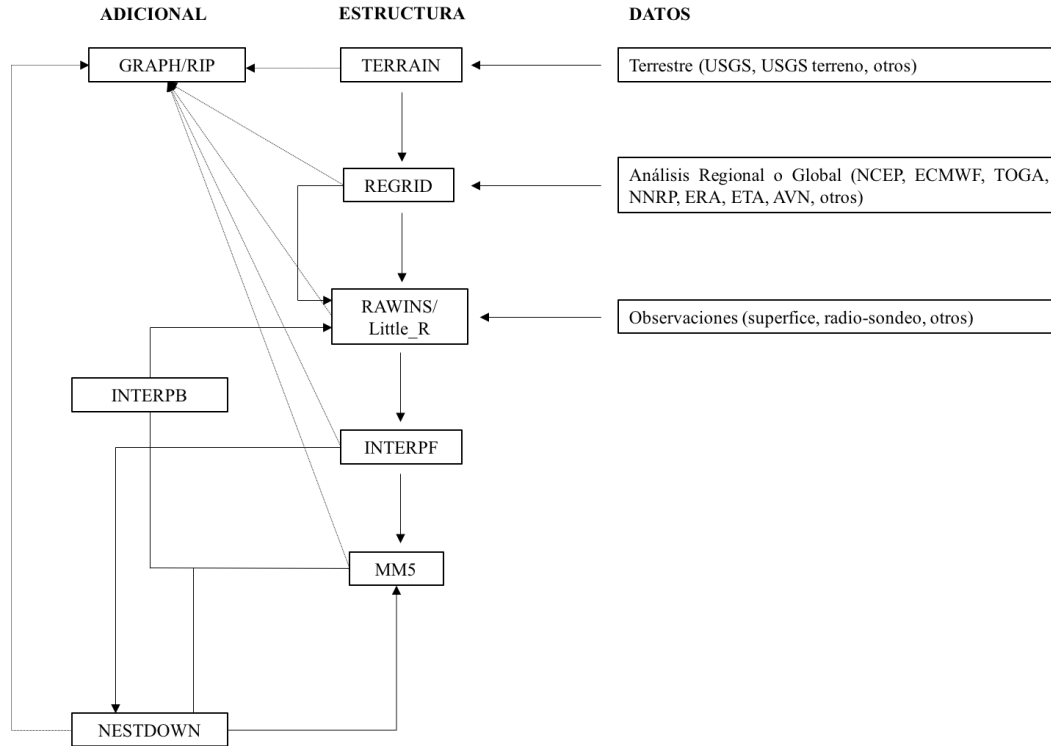 ADICIONAL
ESTRUCTURA
DATOS
GRAPH/RIP
TERRAIN
Terrestre (USGS, USGS terreno, otros)
REGRID
Análisis Regional o Global (NCEP, ECMWF, TOGA,
NNRP, ERA, ETA, AVN, otros)
RAWINS/
Little_R
Observaciones (superfice, radio-sondeo, otros)
INTERPB
INTERPF
MM5
NESTDOWN